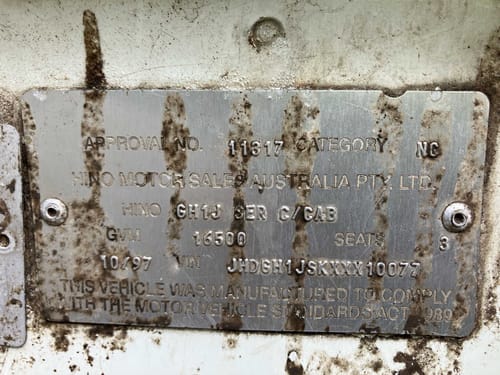 APPROVAL NO. 11317 CATEGORY NC
HINO MOTOR SALES AUSTRALIA PTY. LTD.
HINO GH1J SER C/CAB
GVM 16500 SEATS 3
10/97 VIN JHDGH1JSKXXX10077
THIS VEHICLE WAS MANUFACTURED TO COMPLY
WITH THE MOTOR VEHICLE STANDARDS ACT 1989